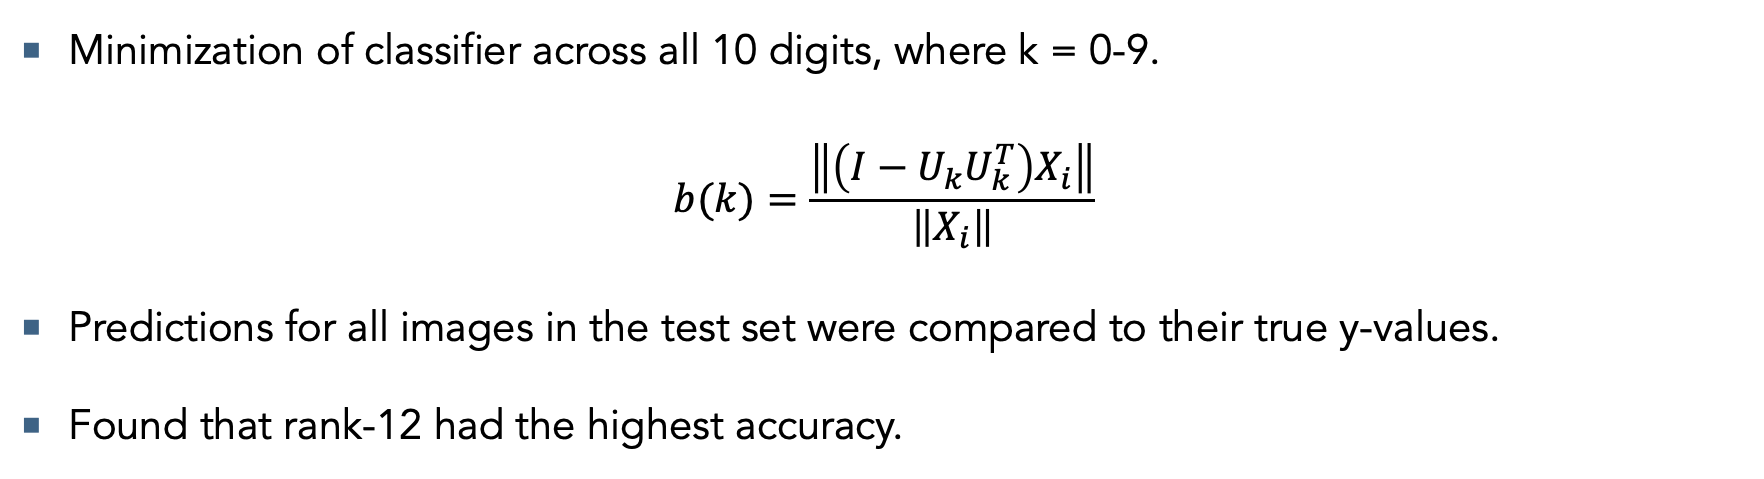 ▪ Minimization of classifier across all 10 digits, where k = 0-9.
b(k) = ‖(I − U_k U_k^T)X_i‖ / ‖X_i‖
▪ Predictions for all images in the test set were compared to their true y-values.
▪ Found that rank-12 had the highest accuracy.